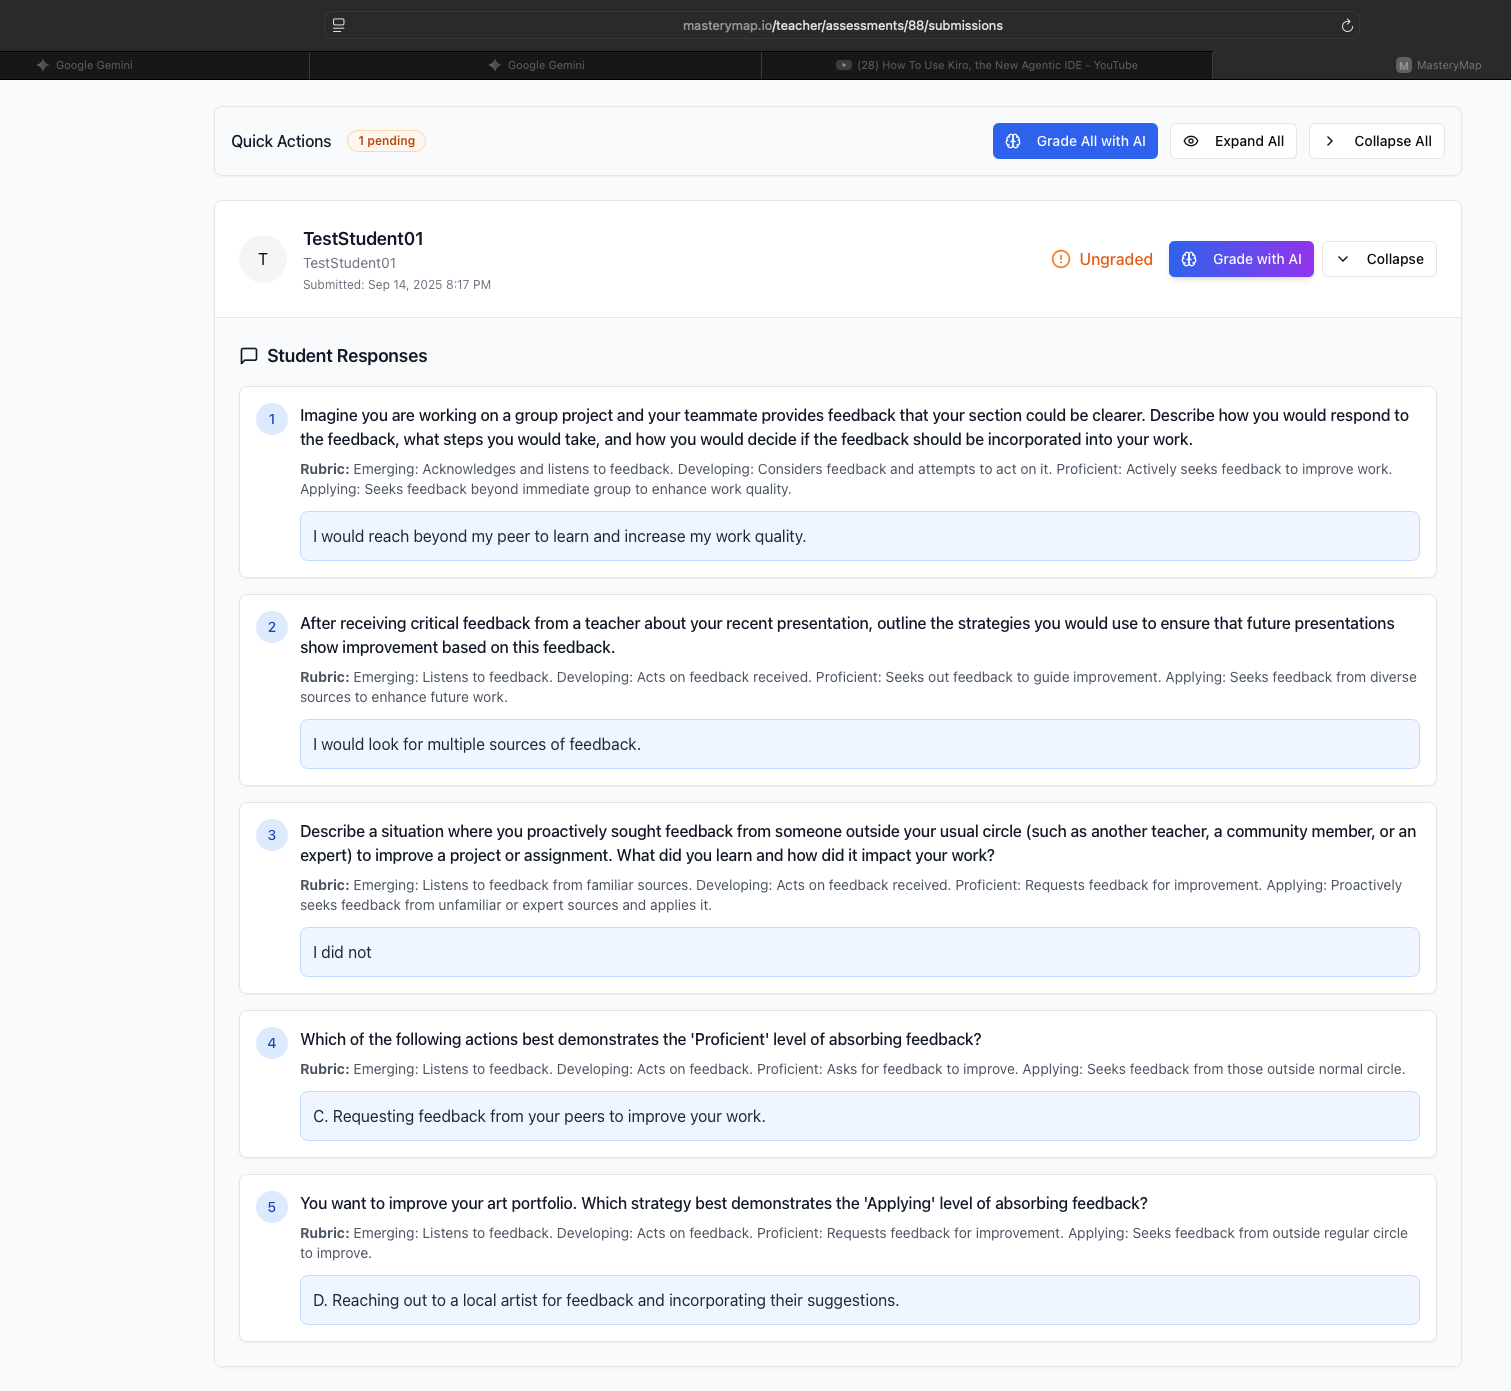 masterymap.io/teacher/assessments/88/submissions
Google Gemini
Google Gemini
(28) How To Use Kiro, the New Agentic IDE - YouTube
M MasteryMap
Quick Actions
1 pending
Grade All with AI
Expand All
Collapse All
T
TestStudent01
TestStudent01
Submitted: Sep 14, 2025 8:17 PM
Ungraded
Grade with AI
Collapse
Student Responses
1
Imagine you are working on a group project and your teammate provides feedback that your section could be clearer. Describe how you would respond to
the feedback, what steps you would take, and how you would decide if the feedback should be incorporated into your work.
Rubric: Emerging: Acknowledges and listens to feedback. Developing: Considers feedback and attempts to act on it. Proficient: Actively seeks feedback to improve work.
Applying: Seeks feedback beyond immediate group to enhance work quality.
I would reach beyond my peer to learn and increase my work quality.
2
After receiving critical feedback from a teacher about your recent presentation, outline the strategies you would use to ensure that future presentations
show improvement based on this feedback.
Rubric: Emerging: Listens to feedback. Developing: Acts on feedback received. Proficient: Seeks out feedback to guide improvement. Applying: Seeks feedback from diverse
sources to enhance future work.
I would look for multiple sources of feedback.
3
Describe a situation where you proactively sought feedback from someone outside your usual circle (such as another teacher, a community member, or an
expert) to improve a project or assignment. What did you learn and how did it impact your work?
Rubric: Emerging: Listens to feedback from familiar sources. Developing: Acts on feedback received. Proficient: Requests feedback for improvement. Applying: Proactively
seeks feedback from unfamiliar or expert sources and applies it.
I did not
4
Which of the following actions best demonstrates the 'Proficient' level of absorbing feedback?
Rubric: Emerging: Listens to feedback. Developing: Acts on feedback. Proficient: Asks for feedback to improve. Applying: Seeks feedback from those outside normal circle.
C. Requesting feedback from your peers to improve your work.
5
You want to improve your art portfolio. Which strategy best demonstrates the 'Applying' level of absorbing feedback?
Rubric: Emerging: Listens to feedback. Developing: Acts on feedback. Proficient: Requests feedback for improvement. Applying: Seeks feedback from outside regular circle
to improve.
D. Reaching out to a local artist for feedback and incorporating their suggestions.